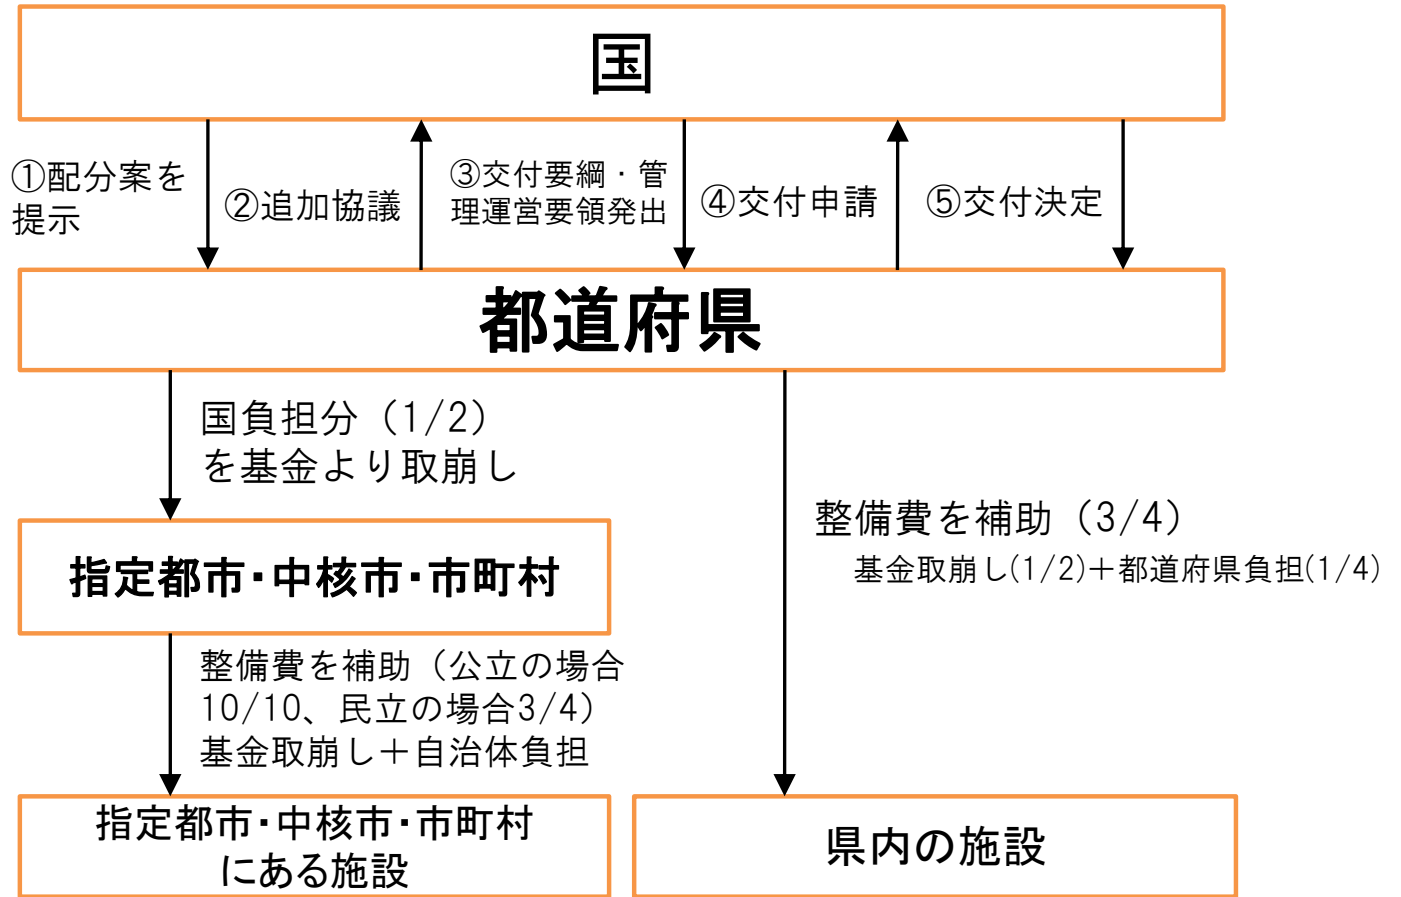 国
①配分案を
提示
②追加協議
③交付要綱・管
理運営要領発出
④交付申請
⑤交付決定
都道府県
国負担分（1/2）
を基金より取崩し
整備費を補助（3/4）
基金取崩し(1/2)＋都道府県負担(1/4)
指定都市・中核市・市町村
整備費を補助（公立の場合
10/10、民立の場合3/4）
基金取崩し＋自治体負担
指定都市・中核市・市町村
にある施設
県内の施設